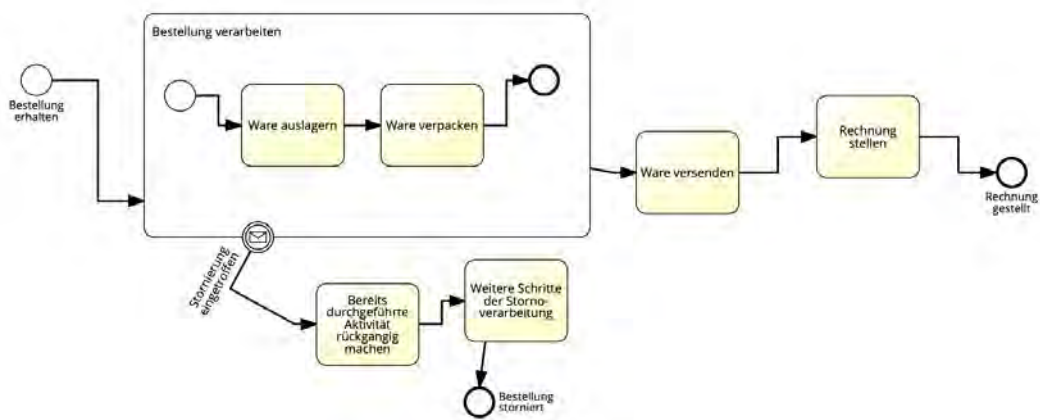 Bestellung verarbeiten
Bestellung
erhalten
Ware auslagern
Ware verpacken
Ware versenden
Rechnung
stellen
Rechnung
gestellt
Stornierung
eingetroffen
Bereits
durchgeführte
Aktivität
rückgängig
machen
Weitere Schritte
der Storno-
verarbeitung
Bestellung
storniert